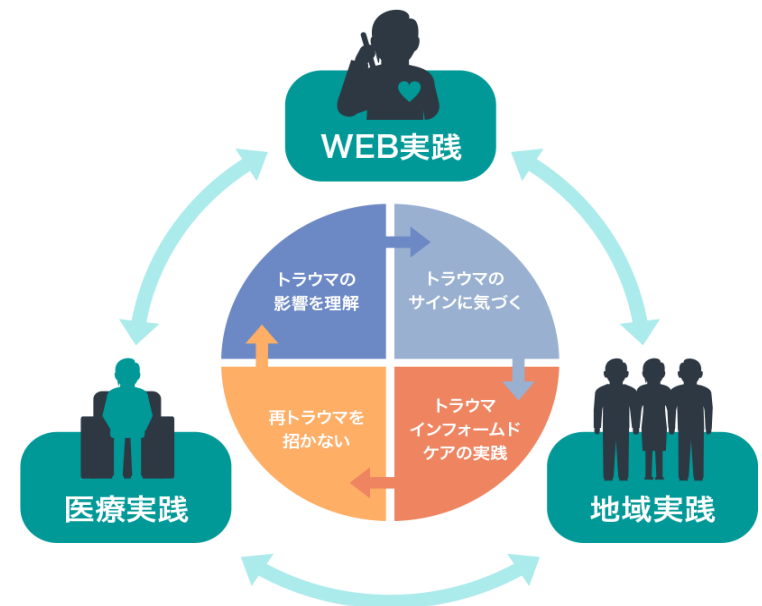 WEB実践
トラウマの
影響を理解
トラウマの
サインに気づく
再トラウマを
招かない
トラウマ
インフォームド
ケアの実践
医療実践
地域実践